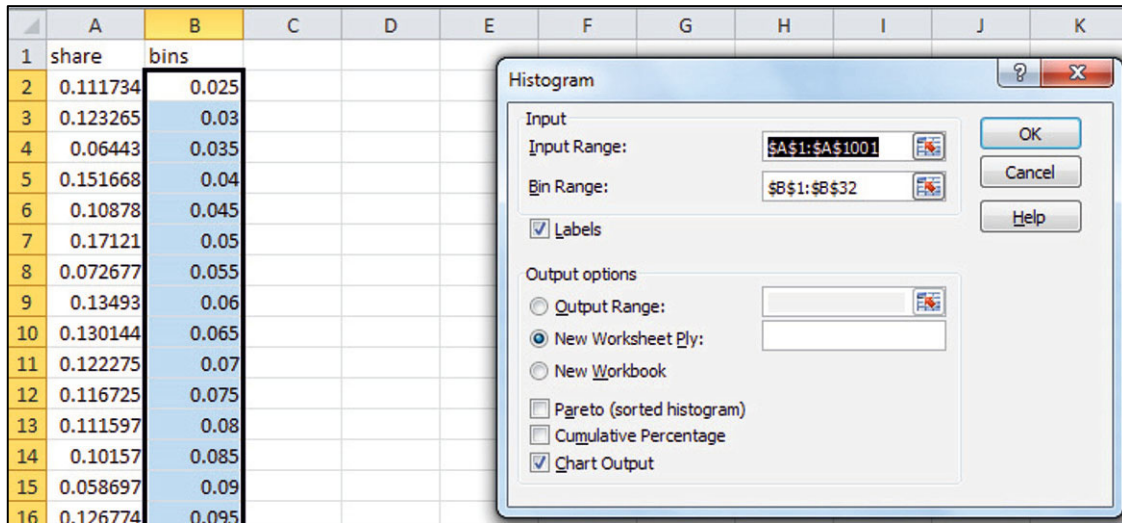 A B C D E F G H I J K
1 share bins
2 0.111734 0.025
3 0.123265 0.03
4 0.06443 0.035
5 0.151668 0.04
6 0.10878 0.045
7 0.17121 0.05
8 0.072677 0.055
9 0.13493 0.06
10 0.130144 0.065
11 0.122275 0.07
12 0.116725 0.075
13 0.111597 0.08
14 0.10157 0.085
15 0.058697 0.09
16 0.126774 0.095
Histogram ? X
Input
Input Range: $A$1:$A$1001
Bin Range: $B$1:$B$32
Labels
OK
Cancel
Help
Output options
Output Range:
New Worksheet Ply:
New Workbook
Pareto (sorted histogram)
Cumulative Percentage
Chart Output